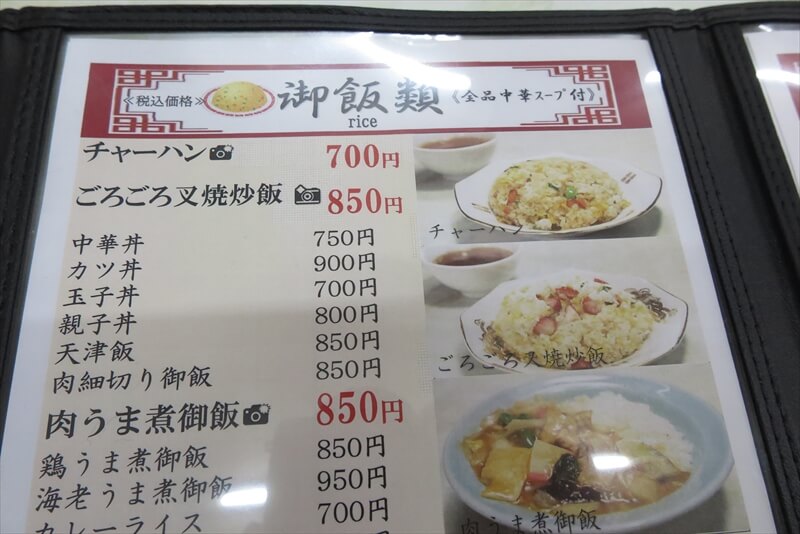 ≪税込価格≫ 御飯類 ≪全品中華スープ付≫
rice
チャーハン 700円
ごろごろ叉焼炒飯 850円
中華丼 750円
カツ丼 900円
玉子丼 700円
親子丼 800円
天津飯 850円
肉細切り御飯 850円
肉うま煮御飯 850円
鶏うま煮御飯 850円
海老うま煮御飯 950円
カレーライス 700円
チャーハン
ごろごろ叉焼炒飯
肉うま煮御飯